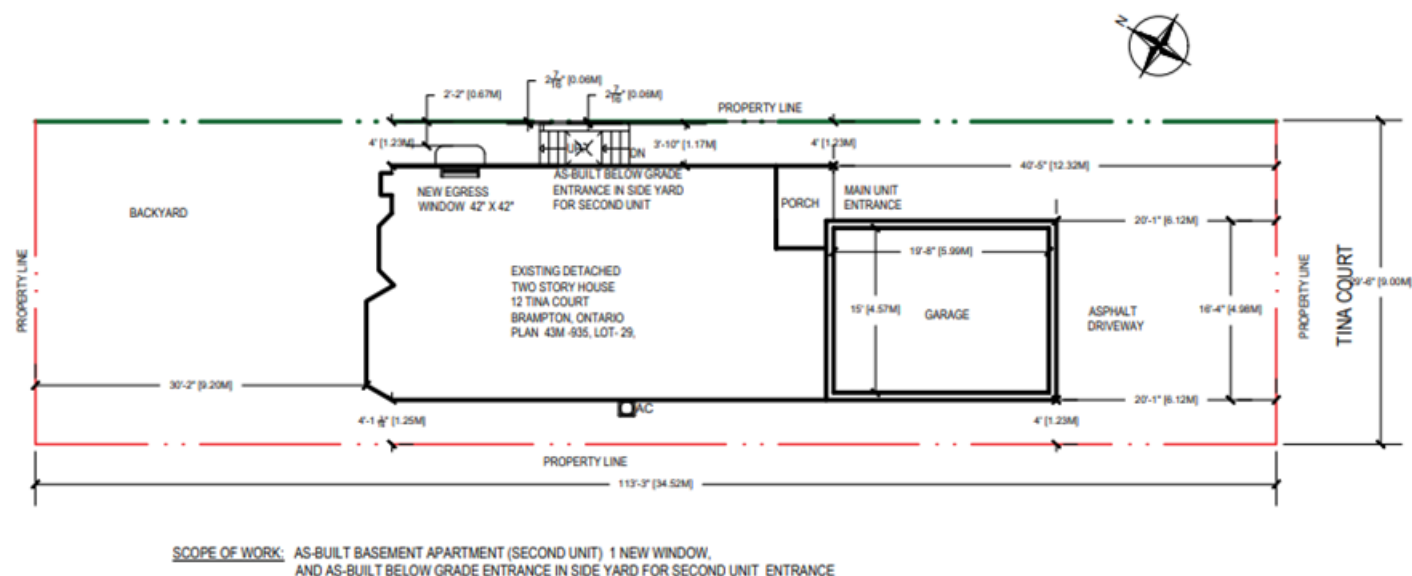 N
2 7/16" [0.06M]
2'-2" [0.67M]
2 7/16" [0.06M]
PROPERTY LINE
4' [1.23M]
UP
DN
3'-10" [1.17M]
4' [1.23M]
40'-5" [12.32M]
NEW EGRESS
WINDOW 42" X 42"
AS-BUILT BELOW GRADE
ENTRANCE IN SIDE YARD
FOR SECOND UNIT
PORCH
MAIN UNIT
ENTRANCE
BACKYARD
20'-1" [6.12M]
19'-8" [5.99M]
PROPERTY LINE
EXISTING DETACHED
TWO STORY HOUSE
12 TINA COURT
BRAMPTON, ONTARIO
PLAN 43M -935, LOT- 29,
15' [4.57M]
GARAGE
ASPHALT
DRIVEWAY
16'-4" [4.98M]
PROPERTY LINE
TINA COURT
29'-6" [9.00M]
30'-2" [9.20M]
AC
20'-1" [6.12M]
[1.25M]
4' [1.23M]
PROPERTY LINE
113'-3" [34.52M]
SCOPE OF WORK: AS-BUILT BASEMENT APARTMENT (SECOND UNIT) 1 NEW WINDOW,
AND AS-BUILT BELOW GRADE ENTRANCE IN SIDE YARD FOR SECOND UNIT ENTRANCE